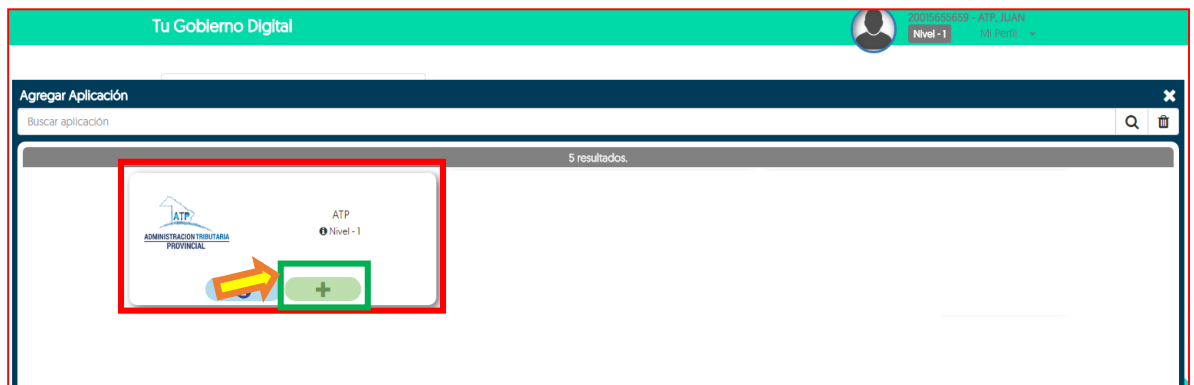 Tu Gobierno Digital
20015655659 - ATP, JUAN
Nivel - 1 Mi Perfil
Agregar Aplicación
Buscar aplicación
5 resultados.
ATP
ADMINISTRACION TRIBUTARIA
PROVINCIAL
ATP
Nivel - 1